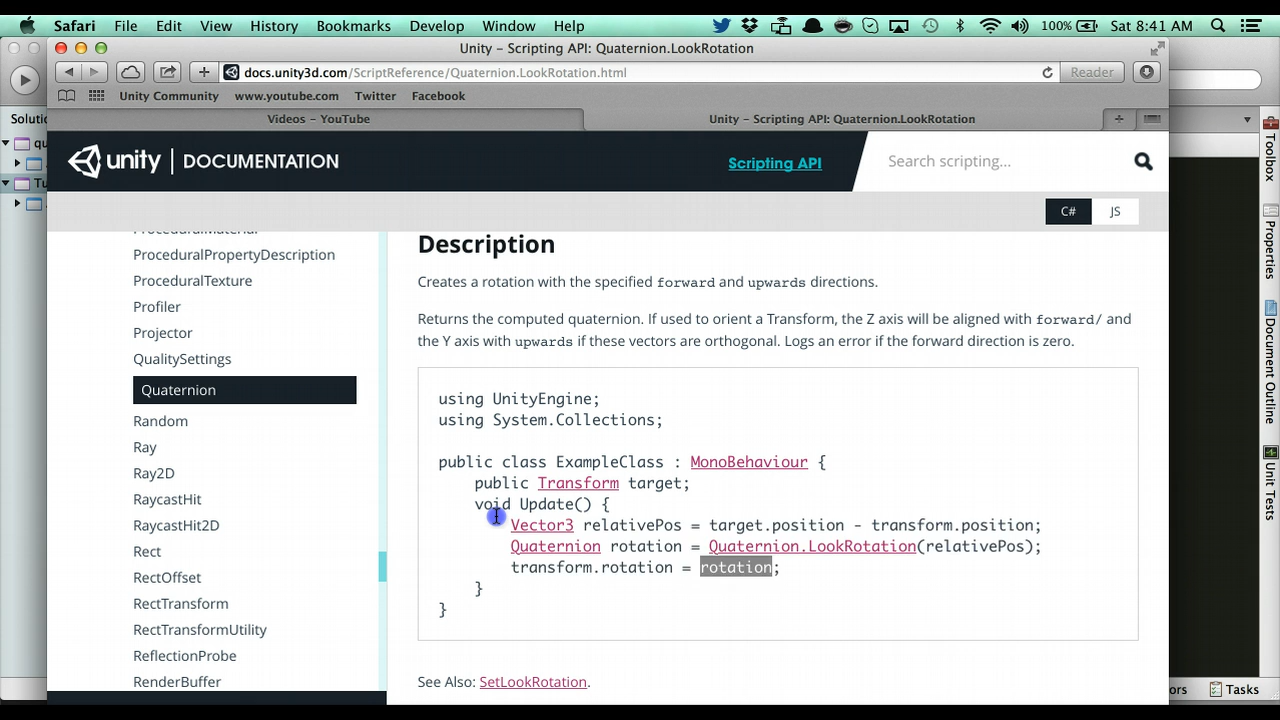 Safari File Edit View History Bookmarks Develop Window Help 100% Sat 8:41 AM
Unity – Scripting API: Quaternion.LookRotation
docs.unity3d.com/ScriptReference/Quaternion.LookRotation.html Reader
Unity Community www.youtube.com Twitter Facebook
Videos – YouTube Unity – Scripting API: Quaternion.LookRotation
unity | DOCUMENTATION Scripting API Search scripting...
C# JS
ProceduralPropertyDescription
ProceduralTexture
Profiler
Projector
QualitySettings
Quaternion
Random
Ray
Ray2D
RaycastHit
RaycastHit2D
Rect
RectOffset
RectTransform
RectTransformUtility
ReflectionProbe
RenderBuffer
Description
Creates a rotation with the specified forward and upwards directions.
Returns the computed quaternion. If used to orient a Transform, the Z axis will be aligned with forward/ and
the Y axis with upwards if these vectors are orthogonal. Logs an error if the forward direction is zero.
using UnityEngine;
using System.Collections;
public class ExampleClass : MonoBehaviour {
public Transform target;
void Update() {
Vector3 relativePos = target.position - transform.position;
Quaternion rotation = Quaternion.LookRotation(relativePos);
transform.rotation = rotation;
}
}
See Also: SetLookRotation.
Toolbox
Properties
Document Outline
Unit Tests
Tasks